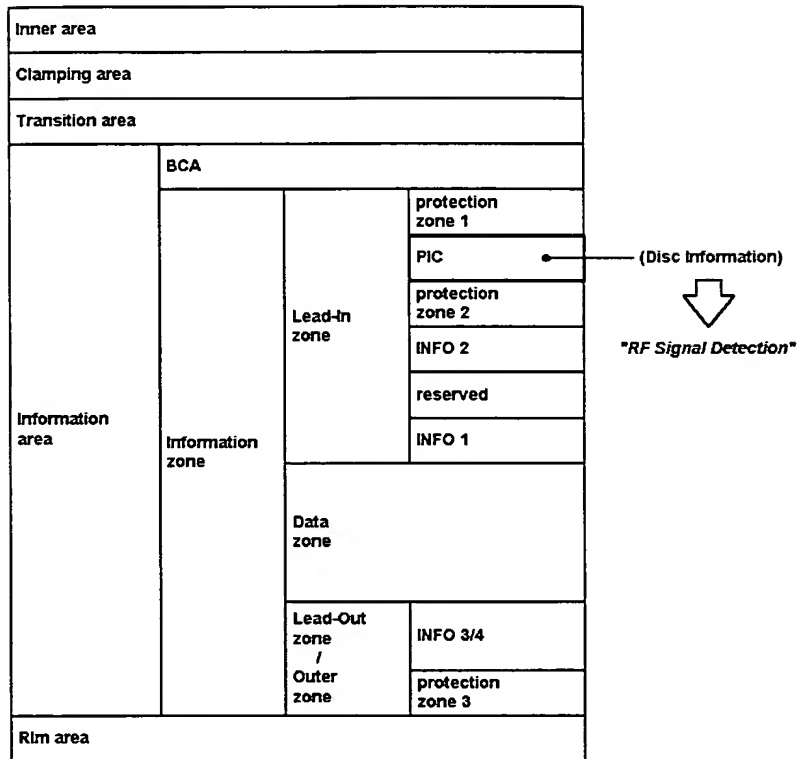 Inner area
Clamping area
Transition area
BCA
protection
zone 1
PIC
(Disc Information)
protection
zone 2
"RF Signal Detection"
Lead-In
zone
INFO 2
reserved
INFO 1
Information
area
Information
zone
Data
zone
Lead-Out
zone
/
Outer
zone
INFO 3/4
protection
zone 3
Rim area